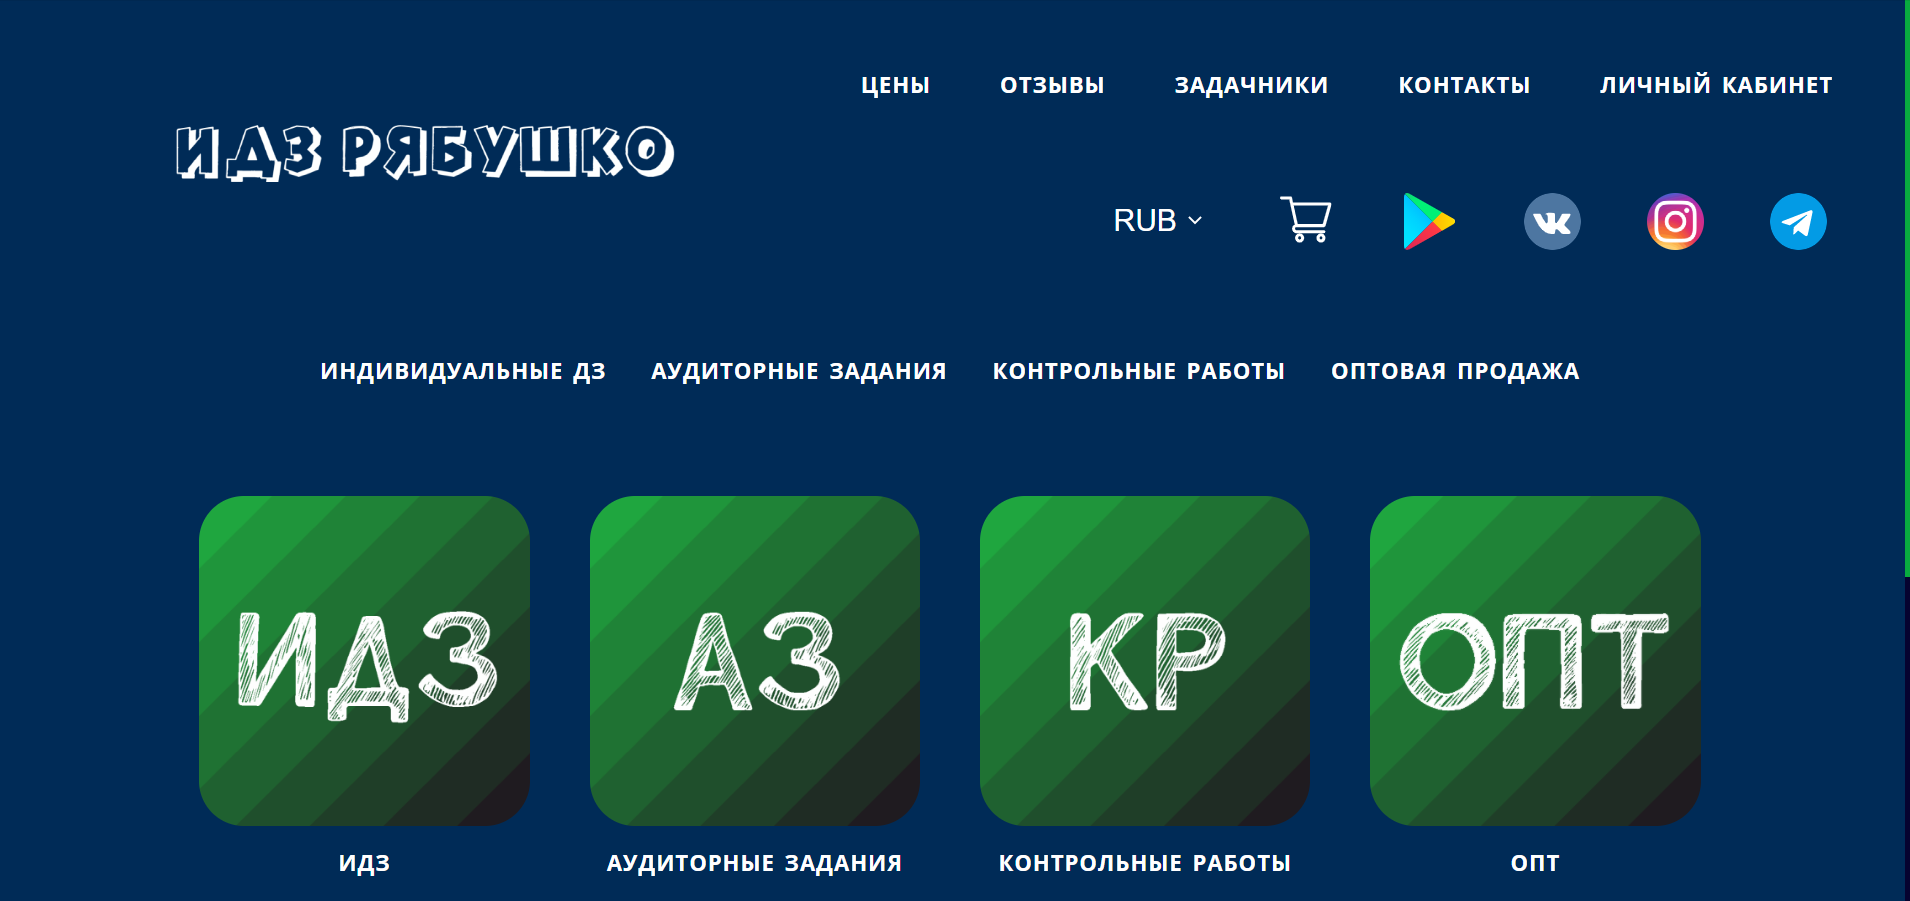 ЦЕНЫ ОТЗЫВЫ ЗАДАЧНИКИ КОНТАКТЫ ЛИЧНЫЙ КАБИНЕТ
ИДЗ РЯБУШКО
RUB
ИНДИВИДУАЛЬНЫЕ ДЗ АУДИТОРНЫЕ ЗАДАНИЯ КОНТРОЛЬНЫЕ РАБОТЫ ОПТОВАЯ ПРОДАЖА
ИДЗ АЗ КР ОПТ
ИДЗ АУДИТОРНЫЕ ЗАДАНИЯ КОНТРОЛЬНЫЕ РАБОТЫ ОПТ